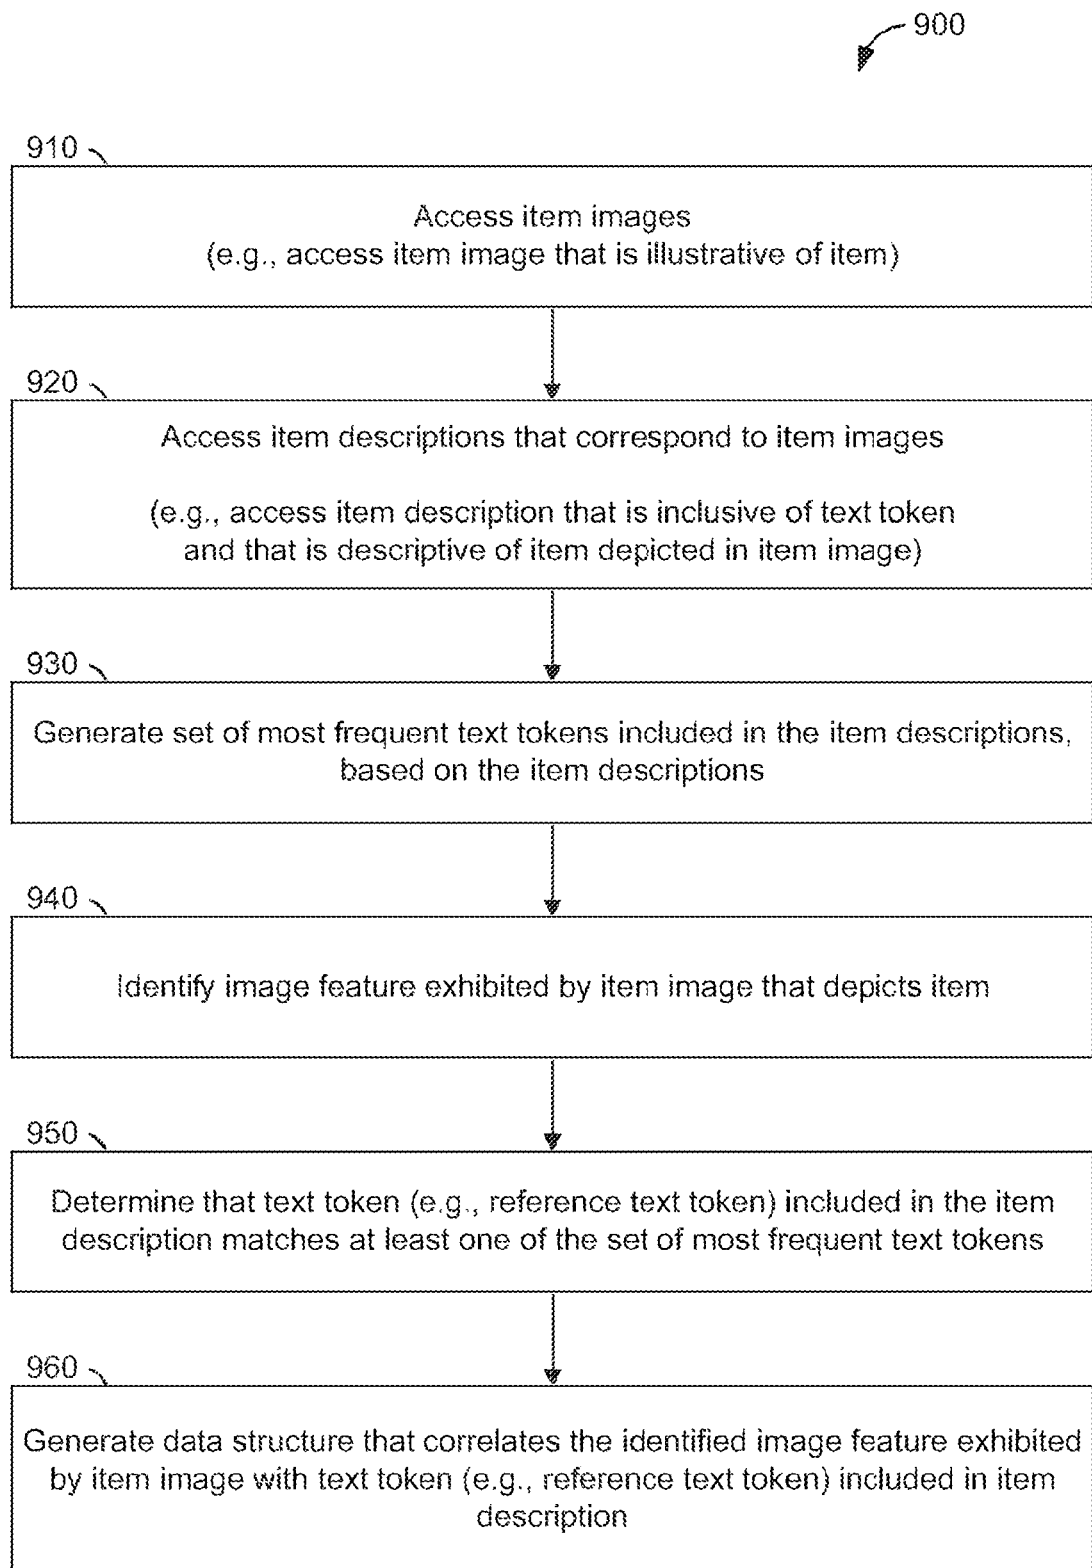 900
910
Access item images
(e.g., access item image that is illustrative of item)
920
Access item descriptions that correspond to item images
(e.g., access item description that is inclusive of text token
and that is descriptive of item depicted in item image)
930
Generate set of most frequent text tokens included in the item descriptions,
based on the item descriptions
940
Identify image feature exhibited by item image that depicts item
950
Determine that text token (e.g., reference text token) included in the item
description matches at least one of the set of most frequent text tokens
960
Generate data structure that correlates the identified image feature exhibited
by item image with text token (e.g., reference text token) included in item
description